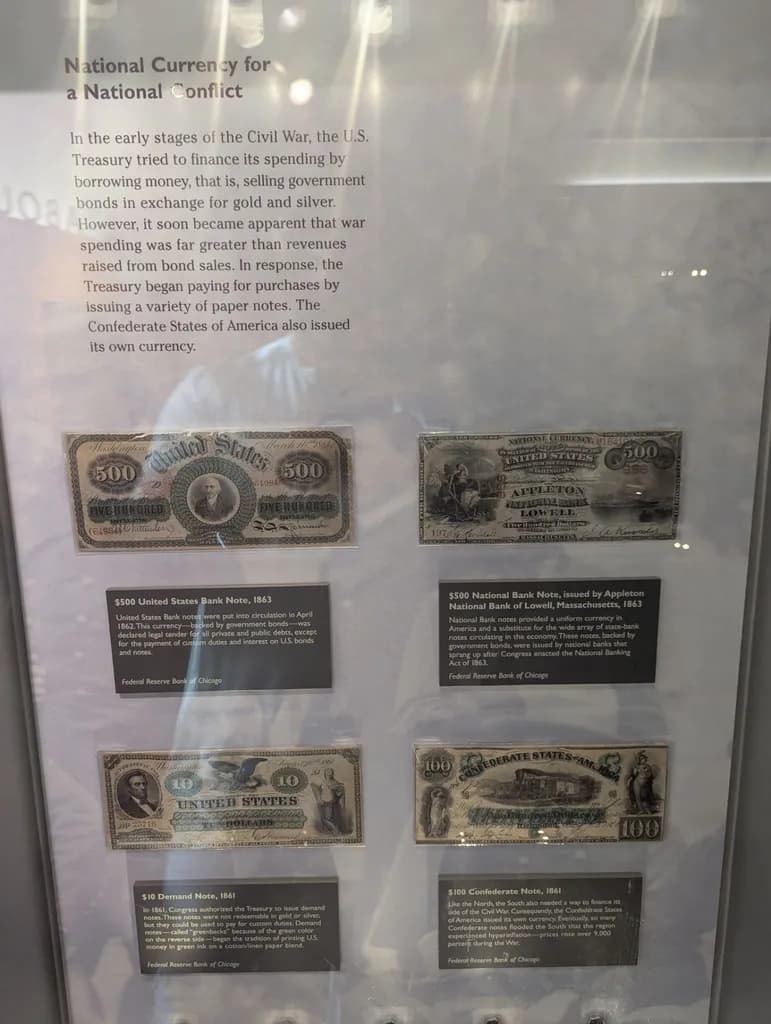 National Currency for
a National Conflict
In the early stages of the Civil War, the U.S.
Treasury tried to finance its spending by
borrowing money, that is, selling government
bonds in exchange for gold and silver.
However, it soon became apparent that war
spending was far greater than revenues
raised from bond sales. In response, the
Treasury began paying for purchases by
issuing a variety of paper notes. The
Confederate States of America also issued
its own currency.
United States
500
500
FIVE HUNDRED
FIVE HUNDRED
NATIONAL CURRENCY
UNITED STATES
500
APPLETON
LOWELL
Five Hundred Dollars
MASSACHUSETTS
$500 United States Bank Note, 1863
United States Bank notes were put into circulation in April
1862. This currency—backed by government bonds—was
declared legal tender for all private and public debts, except
for the payment of custom duties and interest on U.S. bonds
and notes.
Federal Reserve Bank of Chicago
$500 National Bank Note, issued by Appleton
National Bank of Lowell, Massachusetts, 1863
National Bank notes provided a uniform currency in
America and a substitute for the wide array of state-bank
notes circulating in the economy. These notes, backed by
government bonds, were issued by national banks that
sprang up after Congress enacted the National Banking
Act of 1863.
Federal Reserve Bank of Chicago
10
10
UNITED STATES
TEN DOLLARS
100
CONFEDERATE STATES OF AMERICA
100
$10 Demand Note, 1861
In 1861, Congress authorized the Treasury to issue demand
notes. These notes were not redeemable in gold or silver,
but they could be used to pay for custom duties. Demand
notes—called "greenbacks" because of the green color
on the reverse side—began the tradition of printing U.S.
money in green ink on a cotton/linen paper blend.
Federal Reserve Bank of Chicago
$100 Confederate Note, 1861
Like the North, the South also needed a way to finance its
side of the Civil War. Consequently, the Confederate States
of America issued its own currency. Eventually, so many
Confederate notes flooded the South that the region
experienced hyperinflation—prices rose over 9,000
percent during the War.
Federal Reserve Bank of Chicago